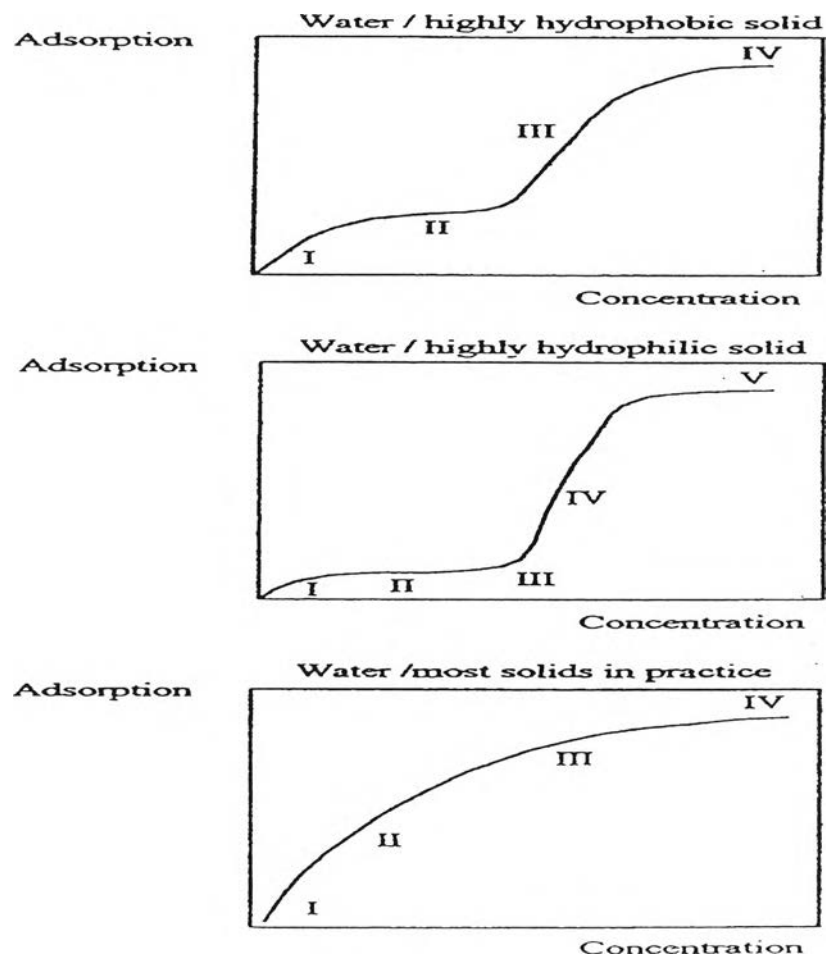 Water / highly hydrophobic solid
Adsorption
IV
III
II
I
Concentration
Water / highly hydrophilic solid
Adsorption
V
IV
III
II
I
Concentration
Water /most solids in practice
Adsorption
IV
III
II
I
Concentration